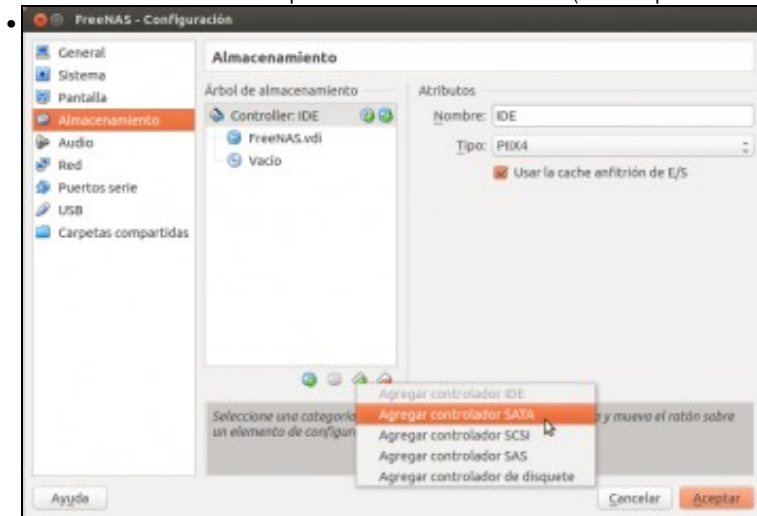 FreeNAS - Configuración
General
Sistema
Pantalla
Almacenamiento
Audio
Red
Puertos serie
USB
Carpetas compartidas
Almacenamiento
Árbol de almacenamiento
Controller: IDE
FreeNAS.vdi
Vacío
Atributos
Nombre: IDE
Tipo: PIIX4
Usar la cache anfitrión de E/S
Agregar controlador IDE
Agregar controlador SATA
Agregar controlador SCSI
Agregar controlador SAS
Agregar controlador de disquete
Seleccione una categoría y mueva el ratón sobre
un elemento de
Ayuda
Cancelar
Aceptar